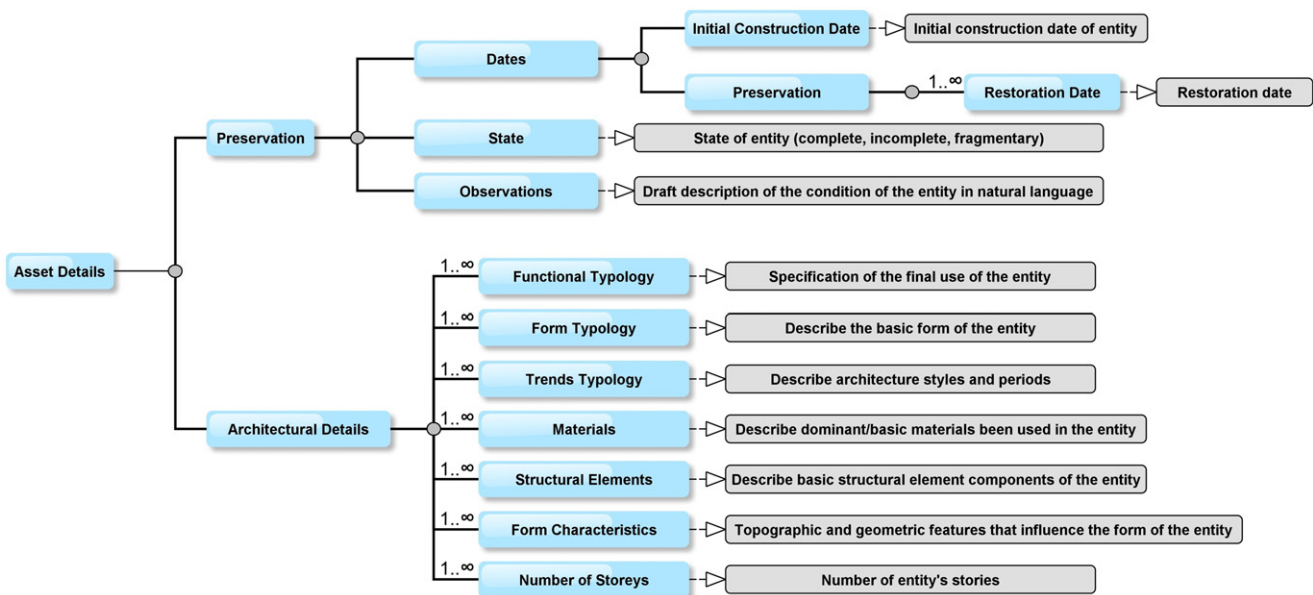 Initial Construction Date
Initial construction date of entity
Dates
Preservation
1..∞
Restoration Date
Restoration date
Preservation
State
State of entity (complete, incomplete, fragmentary)
Observations
Draft description of the condition of the entity in natural language
Asset Details
1..∞
Functional Typology
Specification of the final use of the entity
1..∞
Form Typology
Describe the basic form of the entity
1..∞
Trends Typology
Describe architecture styles and periods
Architectural Details
1..∞
Materials
Describe dominant/basic materials been used in the entity
1..∞
Structural Elements
Describe basic structural element components of the entity
1..∞
Form Characteristics
Topographic and geometric features that influence the form of the entity
1..∞
Number of Storeys
Number of entity's stories